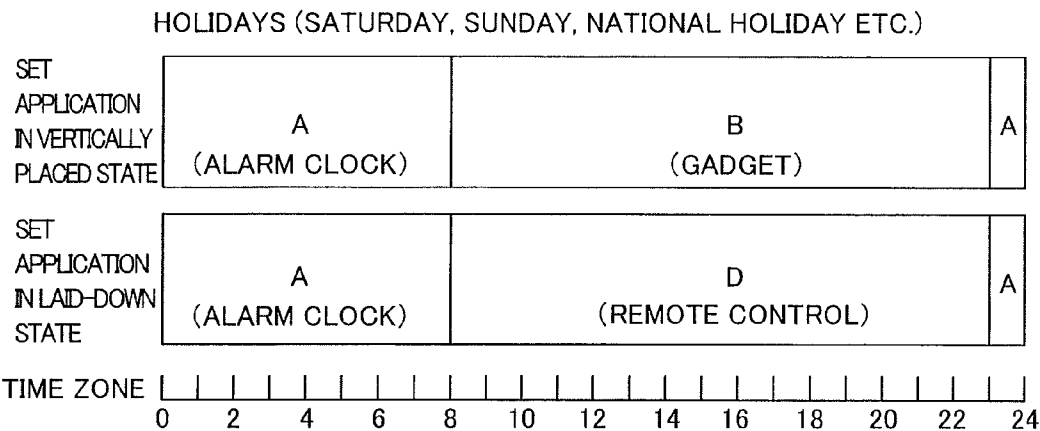 HOLIDAYS (SATURDAY, SUNDAY, NATIONAL HOLIDAY ETC.)
SET
APPLICATION
IN VERTICALLY
PLACED STATE
A
(ALARM CLOCK)
B
(GADGET)
A
SET
APPLICATION
IN LAID-DOWN
STATE
A
(ALARM CLOCK)
D
(REMOTE CONTROL)
A
TIME ZONE
0 2 4 6 8 10 12 14 16 18 20 22 24